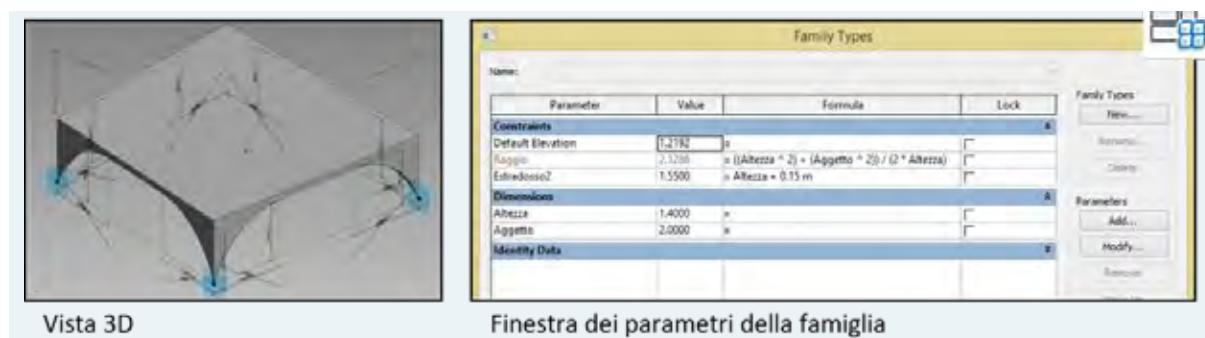 Family Types
Name:
Family Types
Parameter Value Formula Lock
New...
Constraints
Default Elevation 1.2192 =
Rename...
Raggio 2.1286 = ((Altezza ^ 2) + (Aggetto ^ 2)) / (2 * Altezza)
Delete
Estradosso2 1.5500 = Altezza + 0.15 m
Dimensions
Parameters
Altezza 1.4000 =
Add...
Aggetto 2.0000 =
Identity Data
Modify...
Remove
Vista 3D
Finestra dei parametri della famiglia